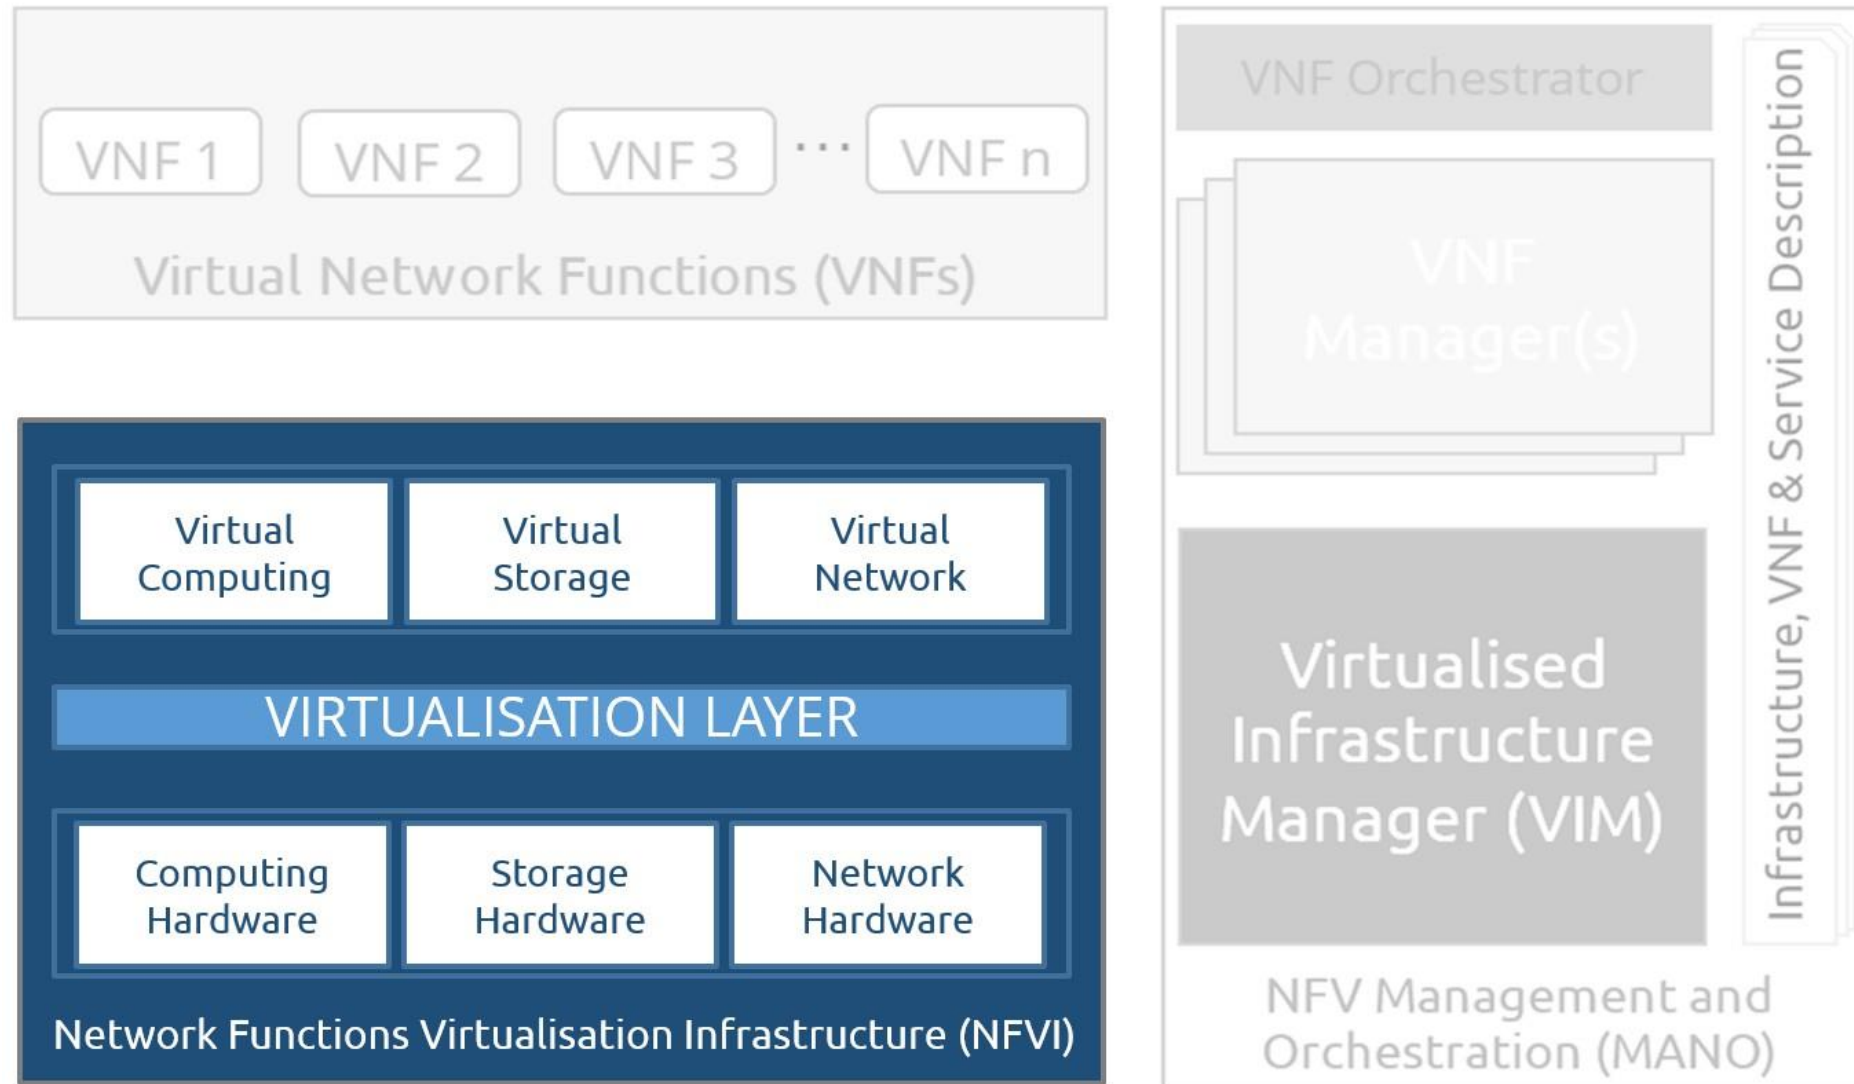 VNF 1
VNF 2
VNF 3
...
VNF n
Virtual Network Functions (VNFs)
Virtual
Computing
Virtual
Storage
Virtual
Network
VIRTUALISATION LAYER
Computing
Hardware
Storage
Hardware
Network
Hardware
Network Functions Virtualisation Infrastructure (NFVI)
VNF Orchestrator
VNF
Manager(s)
Virtualised
Infrastructure
Manager (VIM)
NFV Management and
Orchestration (MANO)
Infrastructure, VNF & Service Description